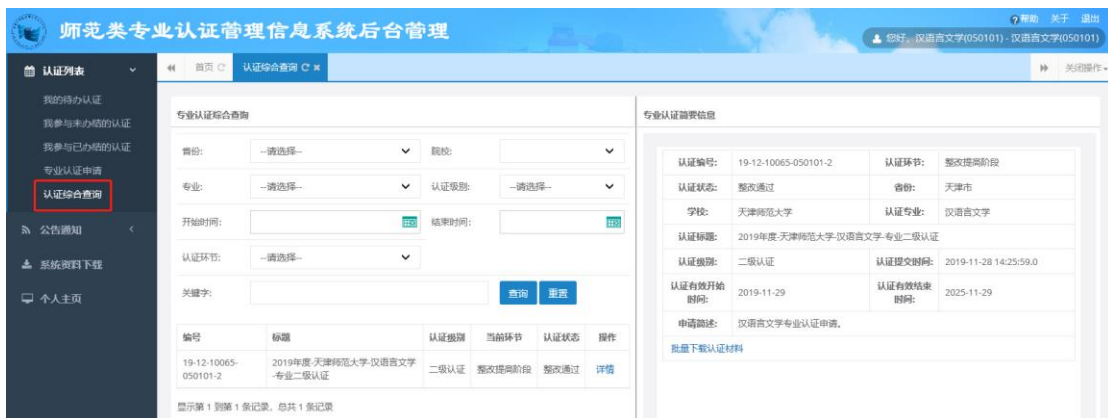 师范类专业认证管理信息系统后台管理
帮助 关于 退出
您好，汉语言文学(050101) - 汉语言文学(050101)
认证列表
首页
认证综合查询
关闭操作
我的待办认证
我参与未办结的认证
我参与已办结的认证
专业认证申请
认证综合查询
公告通知
系统资料下载
个人主页
专业认证综合查询
省份: --请选择-- 院校:
专业: --请选择-- 认证级别: --请选择--
开始时间: 结束时间:
认证环节: --请选择--
关键字: 查询 重置
编号 标题 认证级别 当前环节 认证状态 操作
19-12-10065-050101-2 2019年度-天津师范大学-汉语言文学-专业二级认证 二级认证 整改提高阶段 整改通过 详情
显示第 1 到第 1 条记录，总共 1 条记录
专业认证简要信息
认证编号: 19-12-10065-050101-2 认证环节: 整改提高阶段
认证状态: 整改通过 省份: 天津市
学校: 天津师范大学 认证专业: 汉语言文学
认证标题: 2019年度-天津师范大学-汉语言文学-专业二级认证
认证级别: 二级认证 认证提交时间: 2019-11-28 14:25:59.0
认证有效开始时间: 2019-11-29 认证有效结束时间: 2025-11-29
申请简述: 汉语言文学专业认证申请。
批量下载认证材料